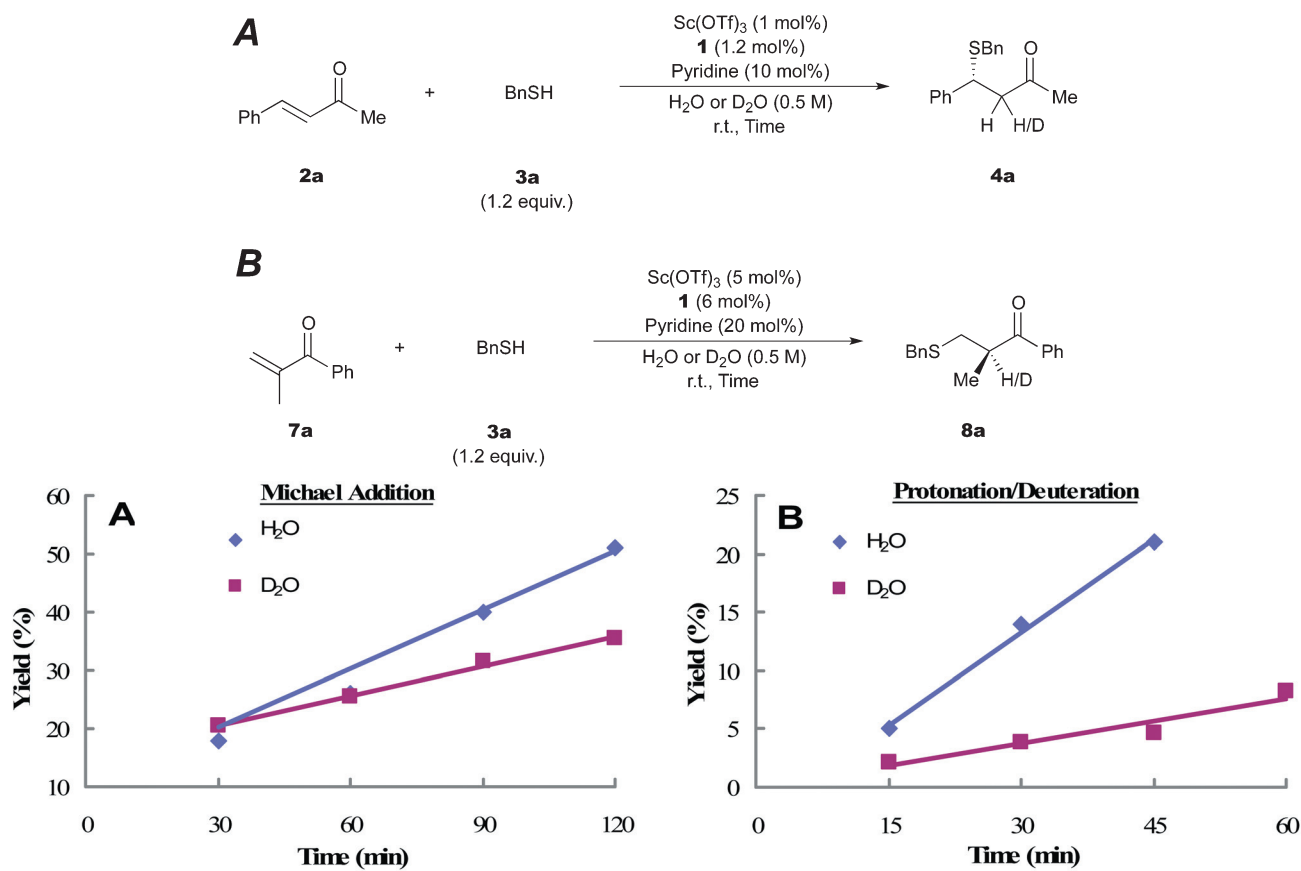 A
Sc(OTf)3 (1 mol%)
1 (1.2 mol%)
Pyridine (10 mol%)
H2O or D2O (0.5 M)
r.t., Time
O
Ph
Me
+
BnSH
SBn
O
Ph
Me
H
H/D
2a
3a
(1.2 equiv.)
4a
B
Sc(OTf)3 (5 mol%)
1 (6 mol%)
Pyridine (20 mol%)
H2O or D2O (0.5 M)
r.t., Time
O
Ph
+
BnSH
O
BnS
Ph
Me
H/D
7a
3a
(1.2 equiv.)
8a
Michael Addition
A
H2O
D2O
Yield (%)
60
50
40
30
20
10
0
30
60
90
120
Time (min)
Protonation/Deuteration
B
H2O
D2O
Yield (%)
25
20
15
10
5
0
0
15
30
45
60
Time (min)